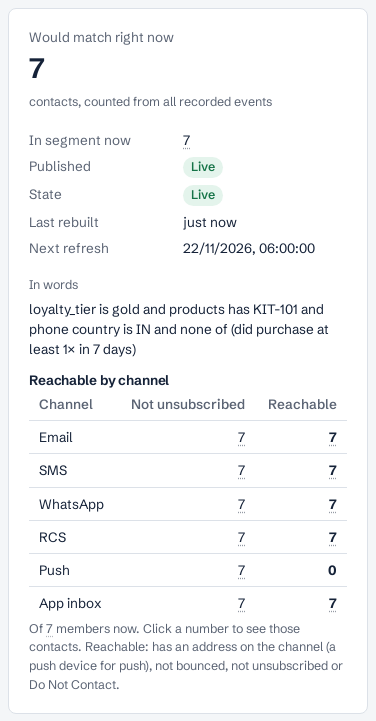 Would match right now
7
contacts, counted from all recorded events
In segment now 7
Published Live
State Live
Last rebuilt just now
Next refresh 22/11/2026, 06:00:00
In words
loyalty_tier is gold and products has KIT-101 and
phone country is IN and none of (did purchase at
least 1× in 7 days)
Reachable by channel
Channel Not unsubscribed Reachable
Email 7 7
SMS 7 7
WhatsApp 7 7
RCS 7 7
Push 7 0
App inbox 7 7
Of 7 members now. Click a number to see those
contacts. Reachable: has an address on the channel (a
push device for push), not bounced, not unsubscribed or
Do Not Contact.